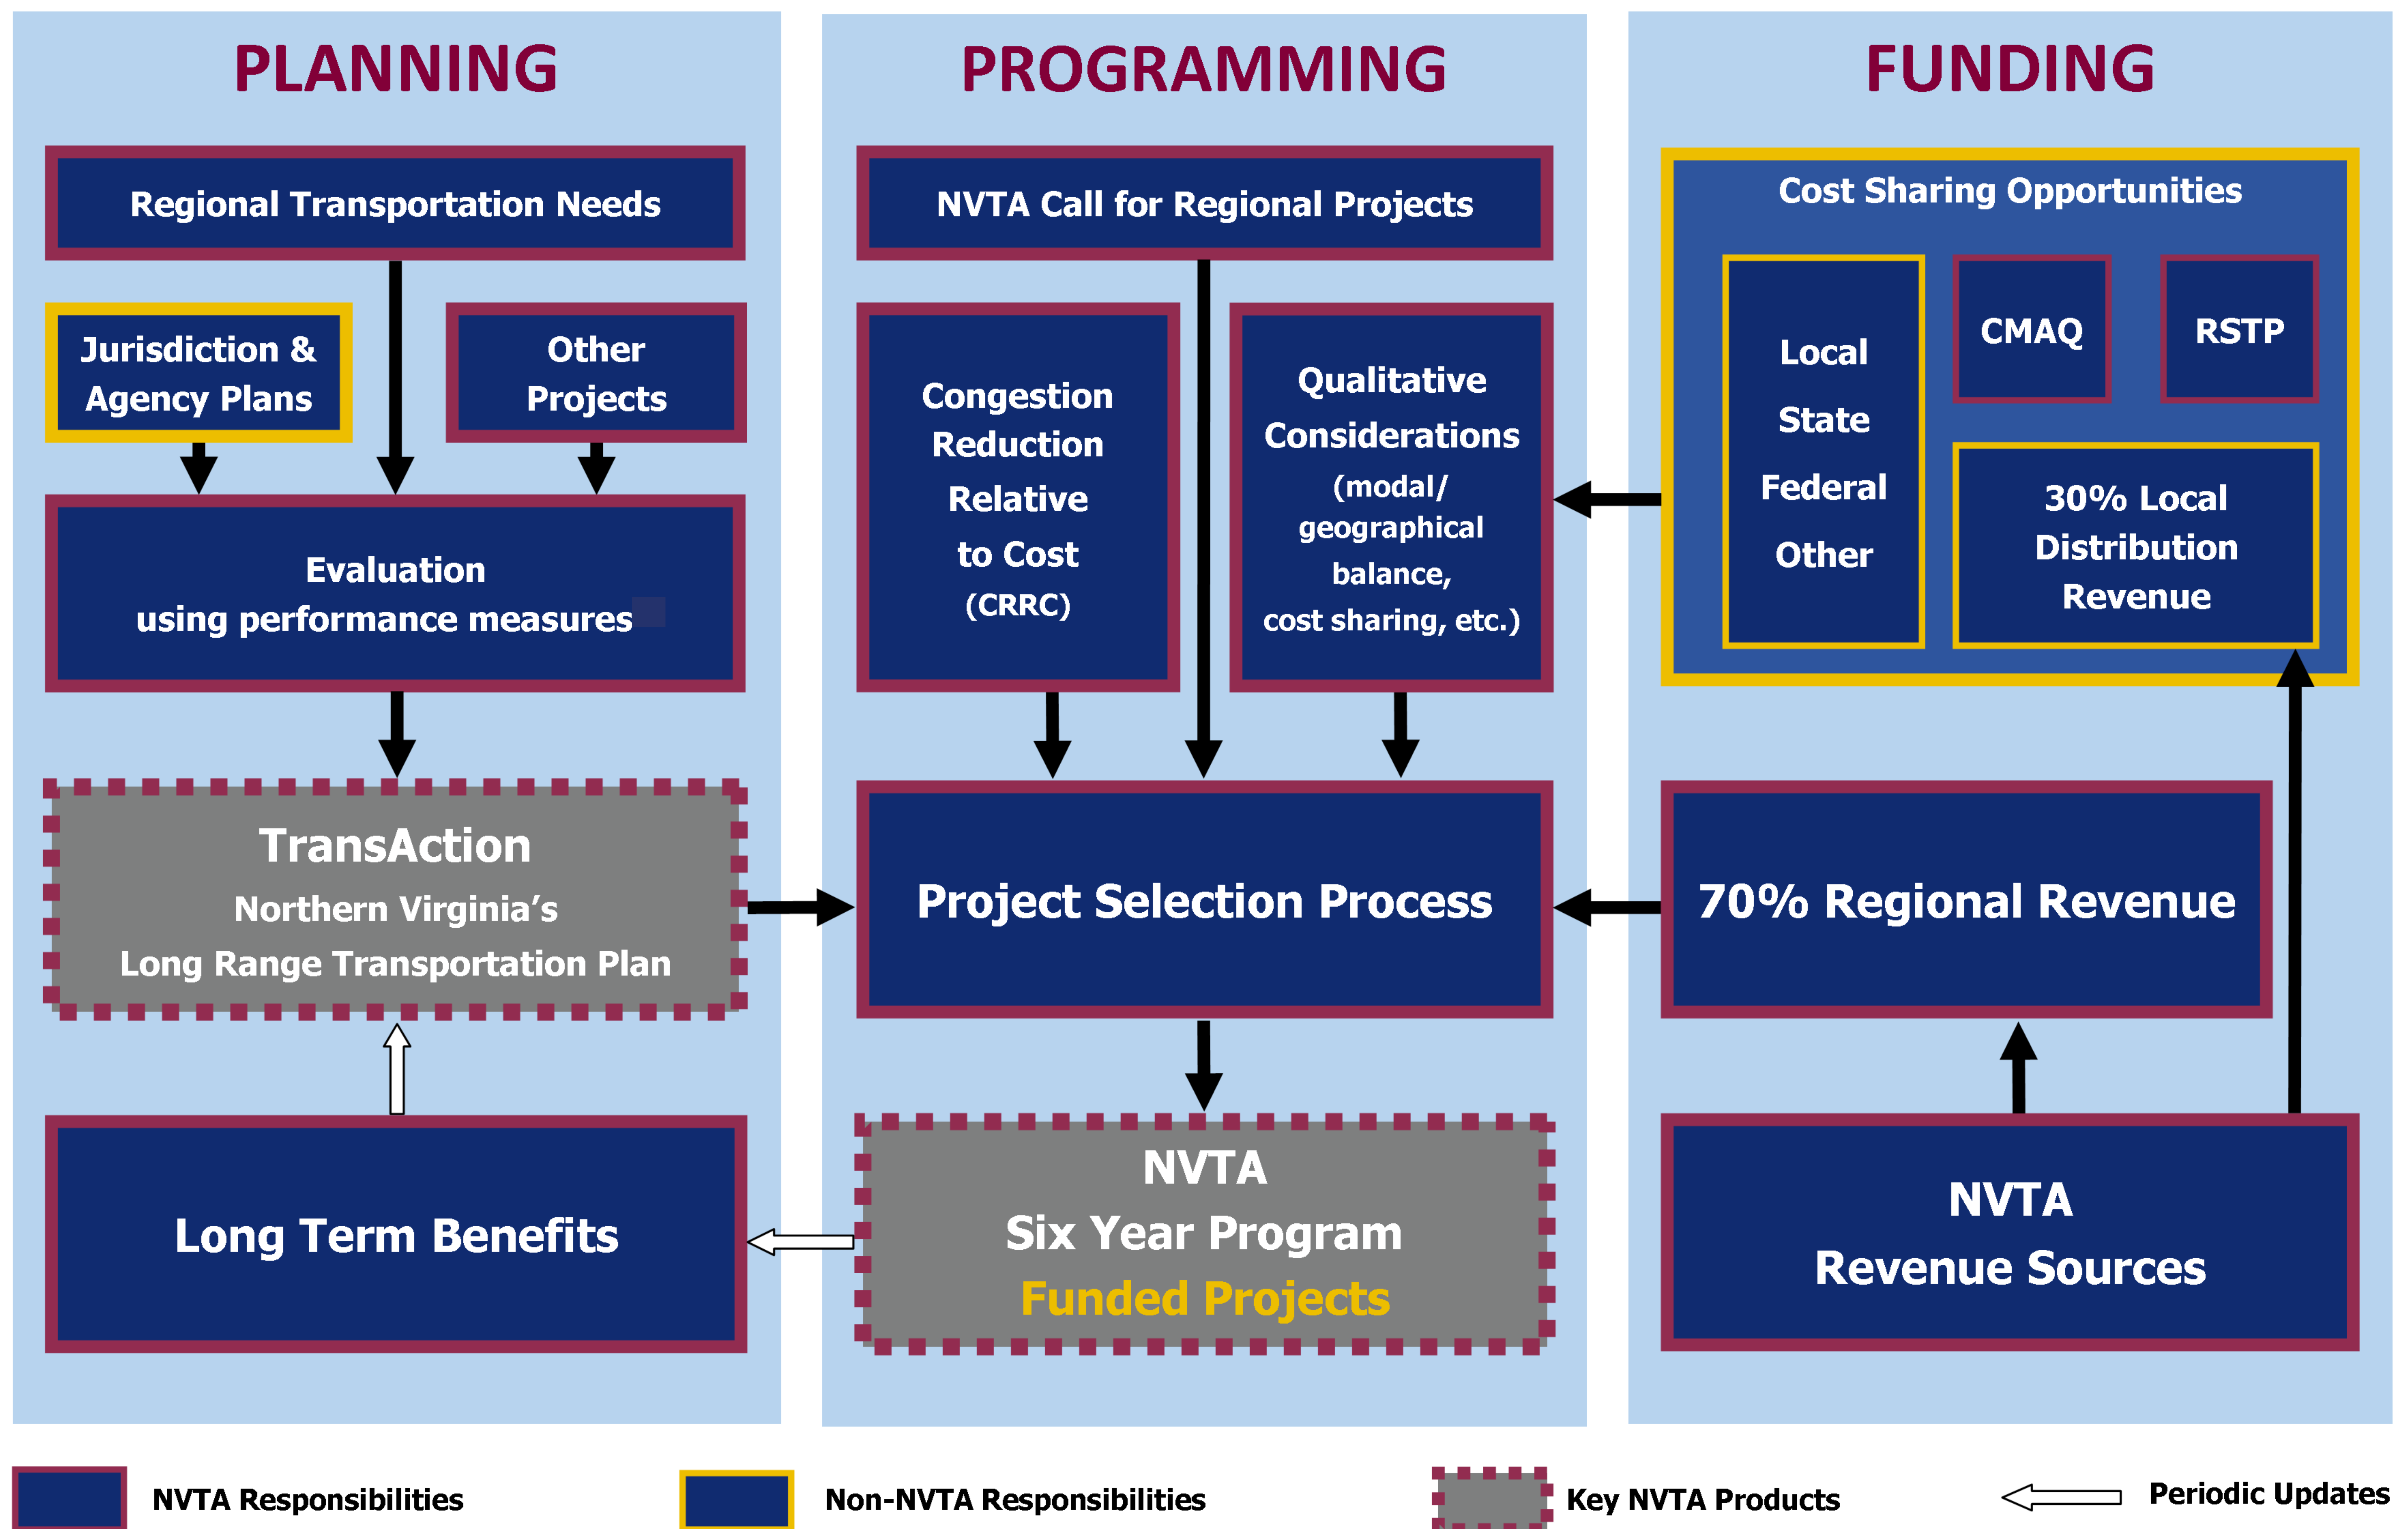 PLANNING
Regional Transportation Needs
Jurisdiction &
Agency Plans
Other
Projects
Evaluation
using performance measures
TransAction
Northern Virginia’s
Long Range Transportation Plan
Long Term Benefits
PROGRAMMING
NVTA Call for Regional Projects
Congestion
Reduction
Relative
to Cost
(CRRC)
Qualitative
Considerations
(modal/
geographical
balance,
cost sharing, etc.)
Project Selection Process
NVTA
Six Year Program
Funded Projects
FUNDING
Cost Sharing Opportunities
Local
State
Federal
Other
CMAQ
RSTP
30% Local
Distribution
Revenue
70% Regional Revenue
NVTA
Revenue Sources
NVTA Responsibilities
Non-NVTA Responsibilities
Key NVTA Products
Periodic Updates